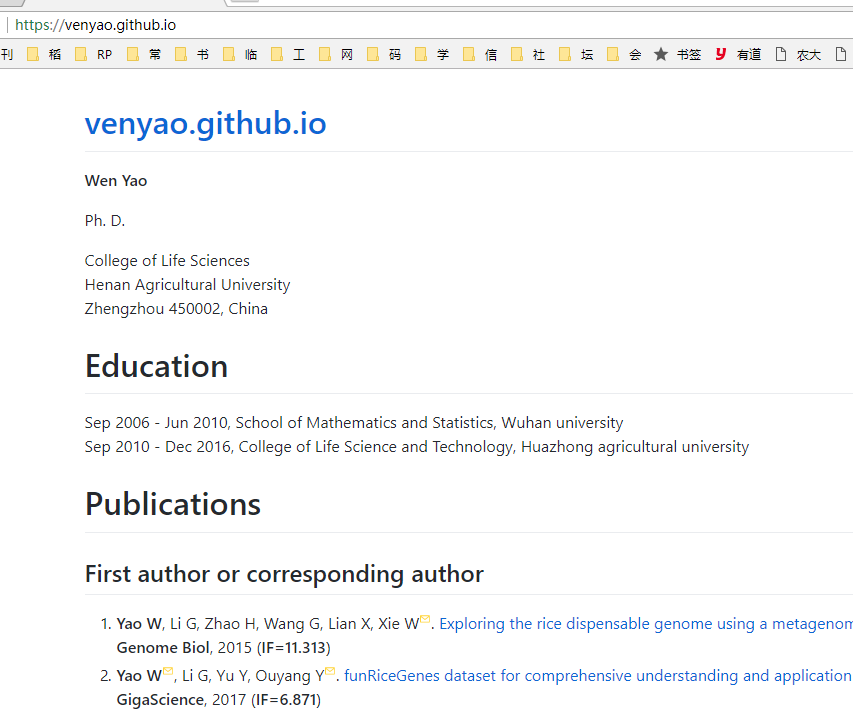 https://venyao.github.io
刊 稻 RP 常 书 临 工 网 码 学 信 社 坛 会 书签 有道 农大
venyao.github.io
Wen Yao
Ph. D.
College of Life Sciences
Henan Agricultural University
Zhengzhou 450002, China
Education
Sep 2006 - Jun 2010, School of Mathematics and Statistics, Wuhan university
Sep 2010 - Dec 2016, College of Life Science and Technology, Huazhong agricultural university
Publications
First author or corresponding author
1. Yao W, Li G, Zhao H, Wang G, Lian X, Xie W. Exploring the rice dispensable genome using a metagenom
Genome Biol, 2015 (IF=11.313)
2. Yao W, Li G, Yu Y, Ouyang Y. funRiceGenes dataset for comprehensive understanding and application
GigaScience, 2017 (IF=6.871)